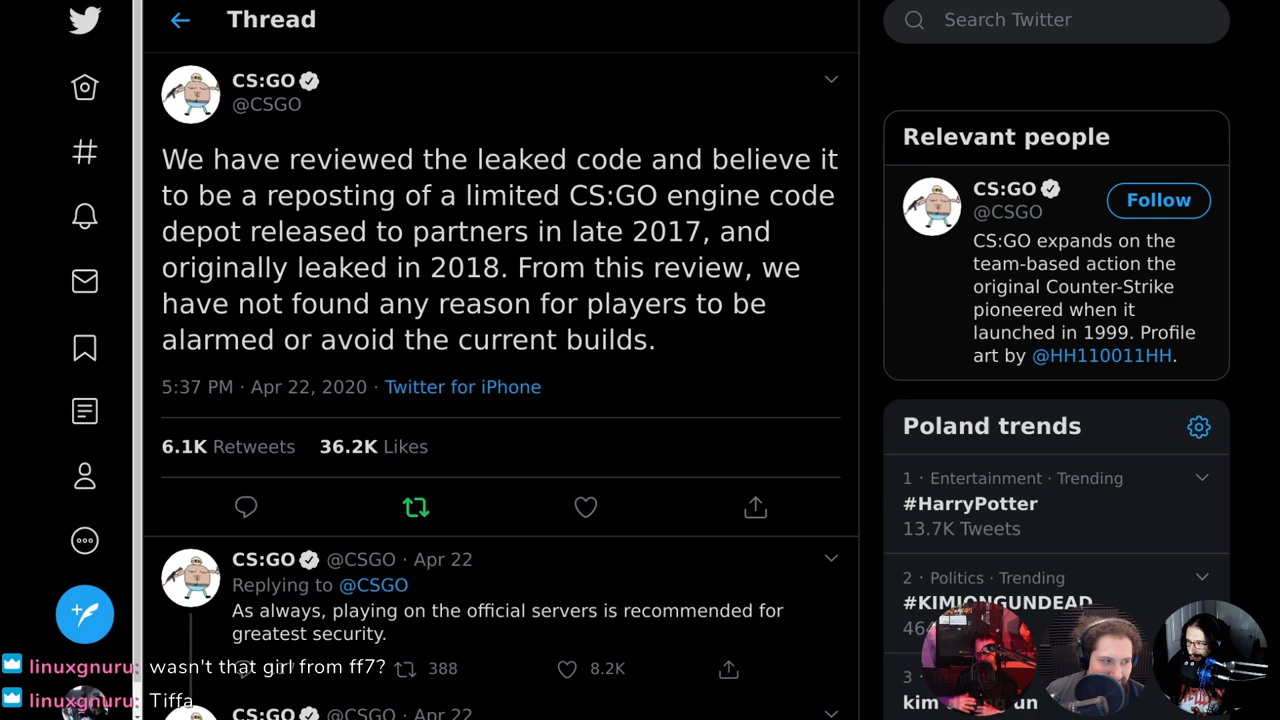 Thread
Search Twitter
CS:GO
@CSGO
We have reviewed the leaked code and believe it
to be a reposting of a limited CS:GO engine code
depot released to partners in late 2017, and
originally leaked in 2018. From this review, we
have not found any reason for players to be
alarmed or avoid the current builds.
5:37 PM · Apr 22, 2020 · Twitter for iPhone
6.1K Retweets 36.2K Likes
CS:GO @CSGO · Apr 22
Replying to @CSGO
As always, playing on the official servers is recommended for
greatest security.
388 8.2K
CS:GO @CSGO · Apr 22
Relevant people
CS:GO
@CSGO
Follow
CS:GO expands on the
team-based action the
original Counter-Strike
pioneered when it
launched in 1999. Profile
art by @HH110011HH.
Poland trends
1 · Entertainment · Trending
#HarryPotter
13.7K Tweets
2 · Politics · Trending
#KIMJONGUNDEAD
3
linuxgnuru: wasn't that girl from ff7?
linuxgnuru: Tiffa